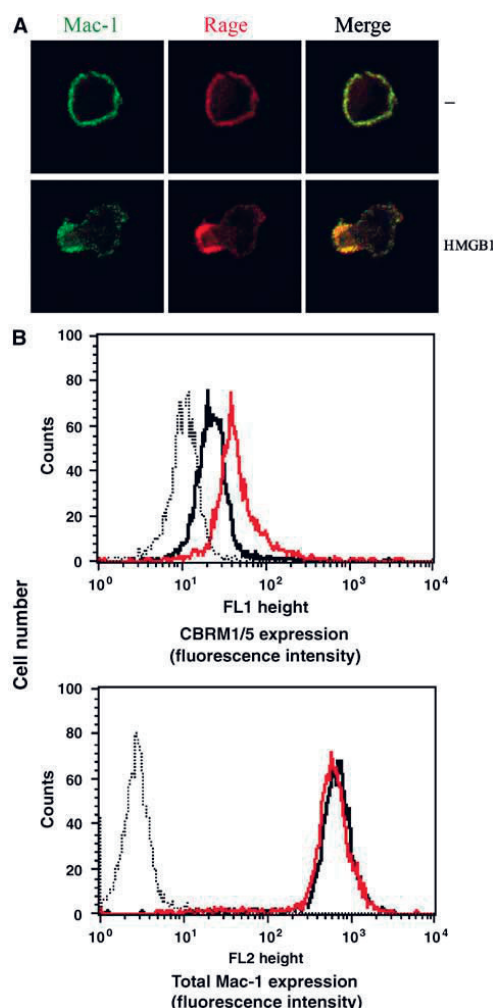 A
Mac-1 Rage Merge
–
HMGB1
B
Cell number
100
80
60
40
20
0
Counts
10⁰ 10¹ 10² 10³ 10⁴
FL1 height
CBRM1/5 expression
(fluorescence intensity)
100
80
60
40
20
0
Counts
10⁰ 10¹ 10² 10³ 10⁴
FL2 height
Total Mac-1 expression
(fluorescence intensity)